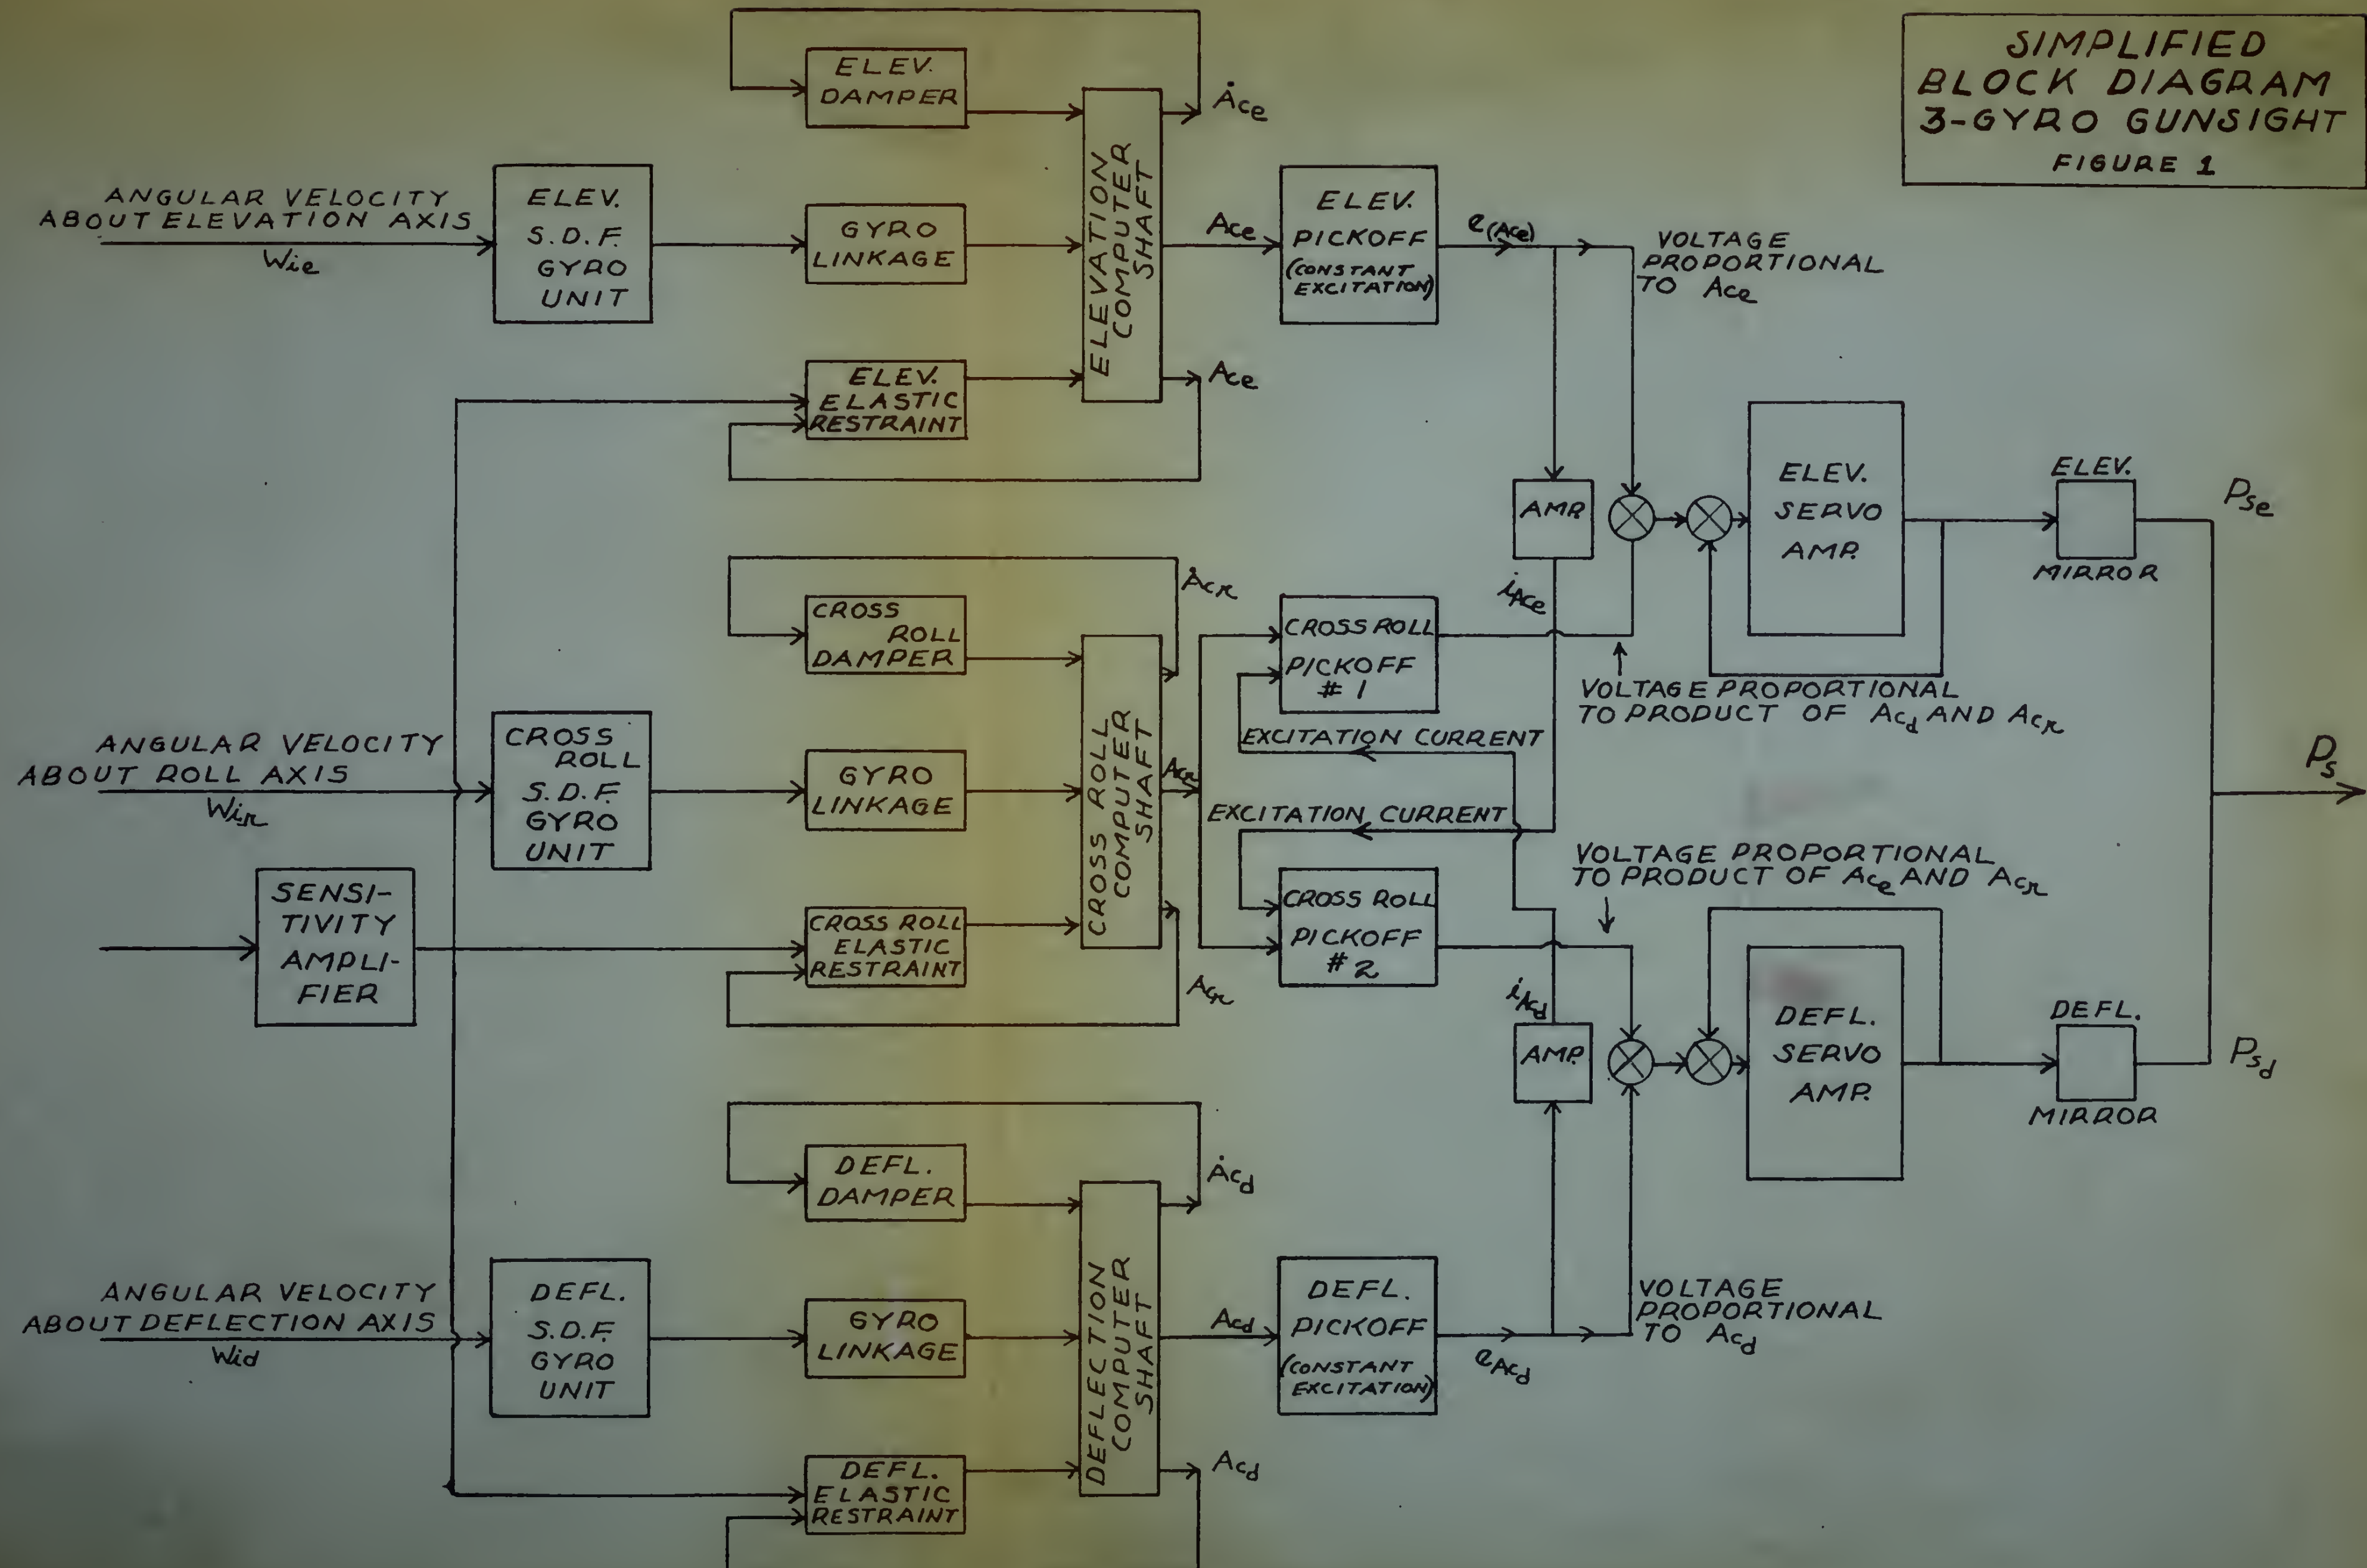 SIMPLIFIED
BLOCK DIAGRAM
3-GYRO GUNSIGHT
FIGURE 1
ELEV.
DAMPER
Ȧce
ANGULAR VELOCITY
ABOUT ELEVATION AXIS
Wie
ELEV.
S.D.F.
GYRO
UNIT
GYRO
LINKAGE
ELEV.
ELASTIC
RESTRAINT
ELEVATION
COMPUTER
SHAFT
Ace
Ace
ELEV.
PICKOFF
(CONSTANT
EXCITATION)
e(Ace)
VOLTAGE
PROPORTIONAL
TO Ace
AMP.
iAce
ELEV.
SERVO
AMP.
ELEV.
MIRROR
Pse
CROSS
ROLL
DAMPER
Ȧcr
ANGULAR VELOCITY
ABOUT ROLL AXIS
Wir
CROSS
ROLL
S.D.F.
GYRO
UNIT
GYRO
LINKAGE
SENSI-
TIVITY
AMPLI-
FIER
CROSS ROLL
ELASTIC
RESTRAINT
CROSS ROLL
COMPUTER
SHAFT
Acr
Acr
CROSS ROLL
PICKOFF
# 1
VOLTAGE PROPORTIONAL
TO PRODUCT OF Acd AND Acr
EXCITATION CURRENT
EXCITATION CURRENT
Ps
CROSS ROLL
PICKOFF
# 2
VOLTAGE PROPORTIONAL
TO PRODUCT OF Ace AND Acr
iAcd
AMP.
DEFL.
SERVO
AMP.
DEFL.
MIRROR
Psd
DEFL.
DAMPER
Ȧcd
ANGULAR VELOCITY
ABOUT DEFLECTION AXIS
Wid
DEFL.
S.D.F.
GYRO
UNIT
GYRO
LINKAGE
DEFL.
ELASTIC
RESTRAINT
DEFLECTION
COMPUTER
SHAFT
Acd
Acd
DEFL.
PICKOFF
(CONSTANT
EXCITATION)
eAcd
VOLTAGE
PROPORTIONAL
TO Acd